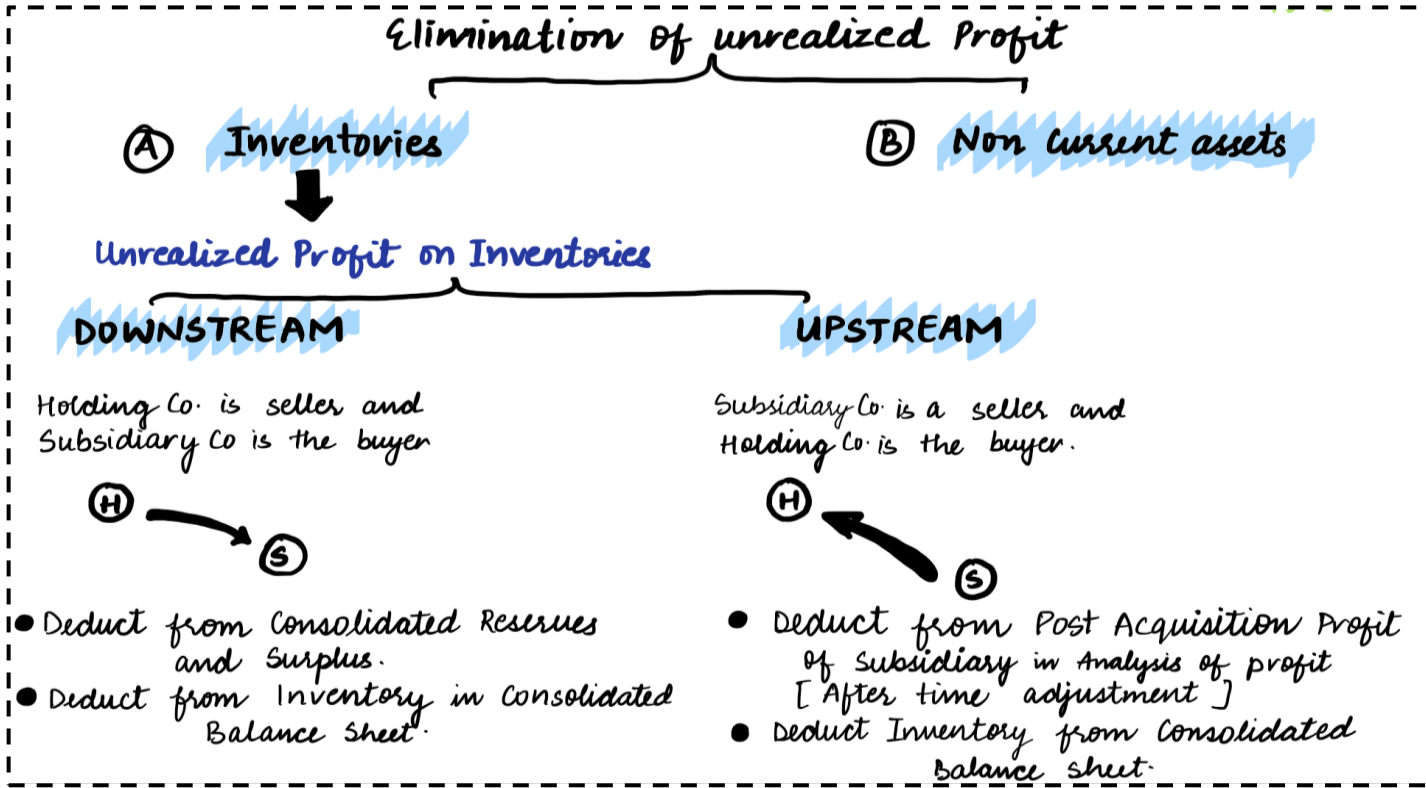 Elimination of unrealized Profit
A Inventories
B Non Current assets
Unrealized Profit on Inventories
DOWNSTREAM
Holding Co. is seller and
Subsidiary Co is the buyer
H
S
• Deduct from Consolidated Reserves
and Surplus.
• Deduct from Inventory in Consolidated
Balance Sheet.
UPSTREAM
Subsidiary Co. is a seller and
Holding Co. is the buyer.
H
S
• Deduct from Post Acquisition Profit
of Subsidiary in Analysis of profit
[After time adjustment]
• Deduct Inventory from Consolidated
Balance Sheet.